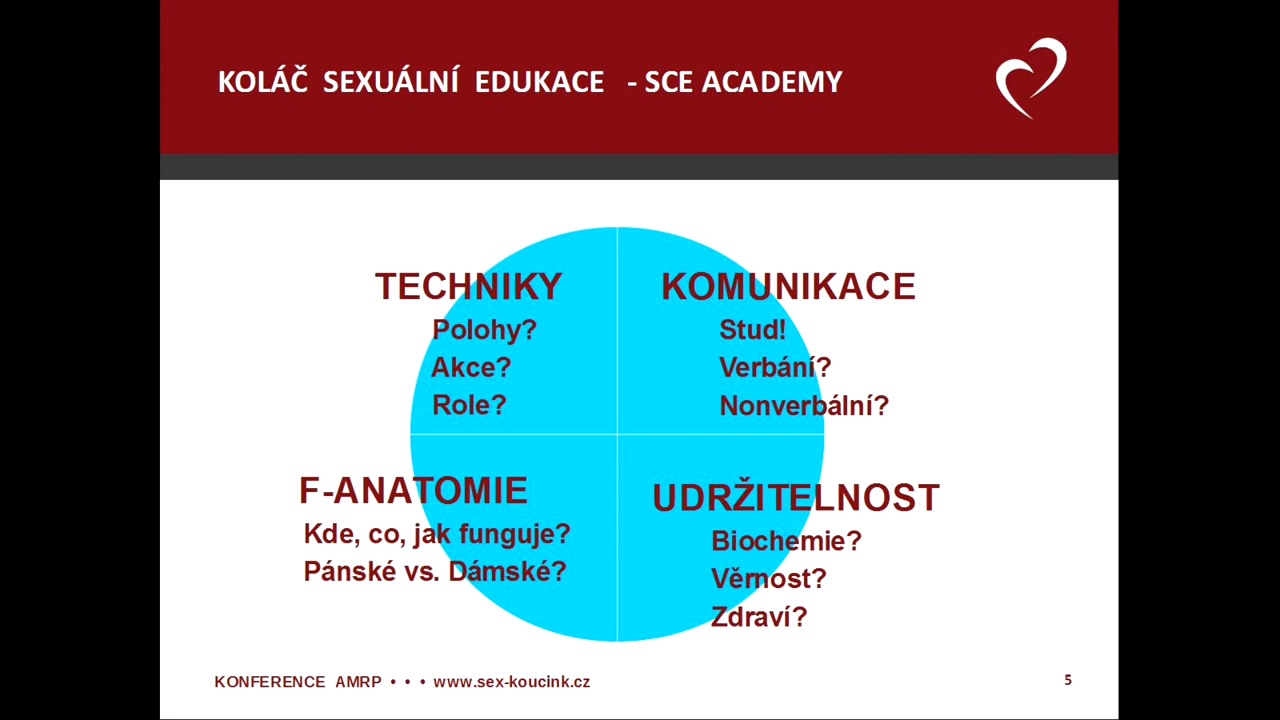 KOLÁČ SEXUÁLNÍ EDUKACE - SCE ACADEMY
TECHNIKY
Polohy?
Akce?
Role?
KOMUNIKACE
Stud!
Verbání?
Nonverbální?
F-ANATOMIE
Kde, co, jak funguje?
Pánské vs. Dámské?
UDRŽITELNOST
Biochemie?
Věrnost?
Zdraví?
KONFERENCE AMRP • • • www.sex-koucink.cz
5